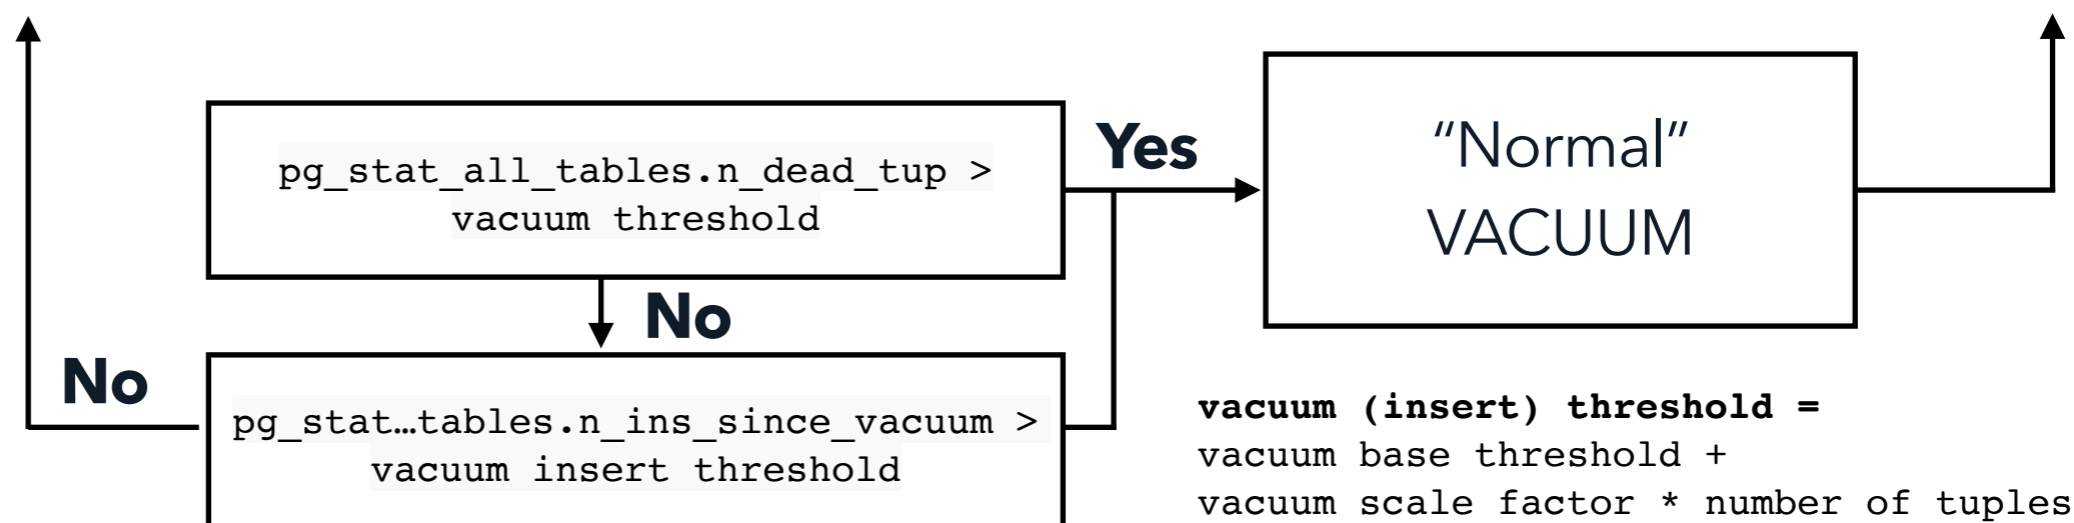 pg_stat_all_tables.n_dead_tup >
vacuum threshold
Yes
“Normal”
VACUUM
No
No
pg_stat…tables.n_ins_since_vacuum >
vacuum insert threshold
vacuum (insert) threshold =
vacuum base threshold +
vacuum scale factor * number of tuples